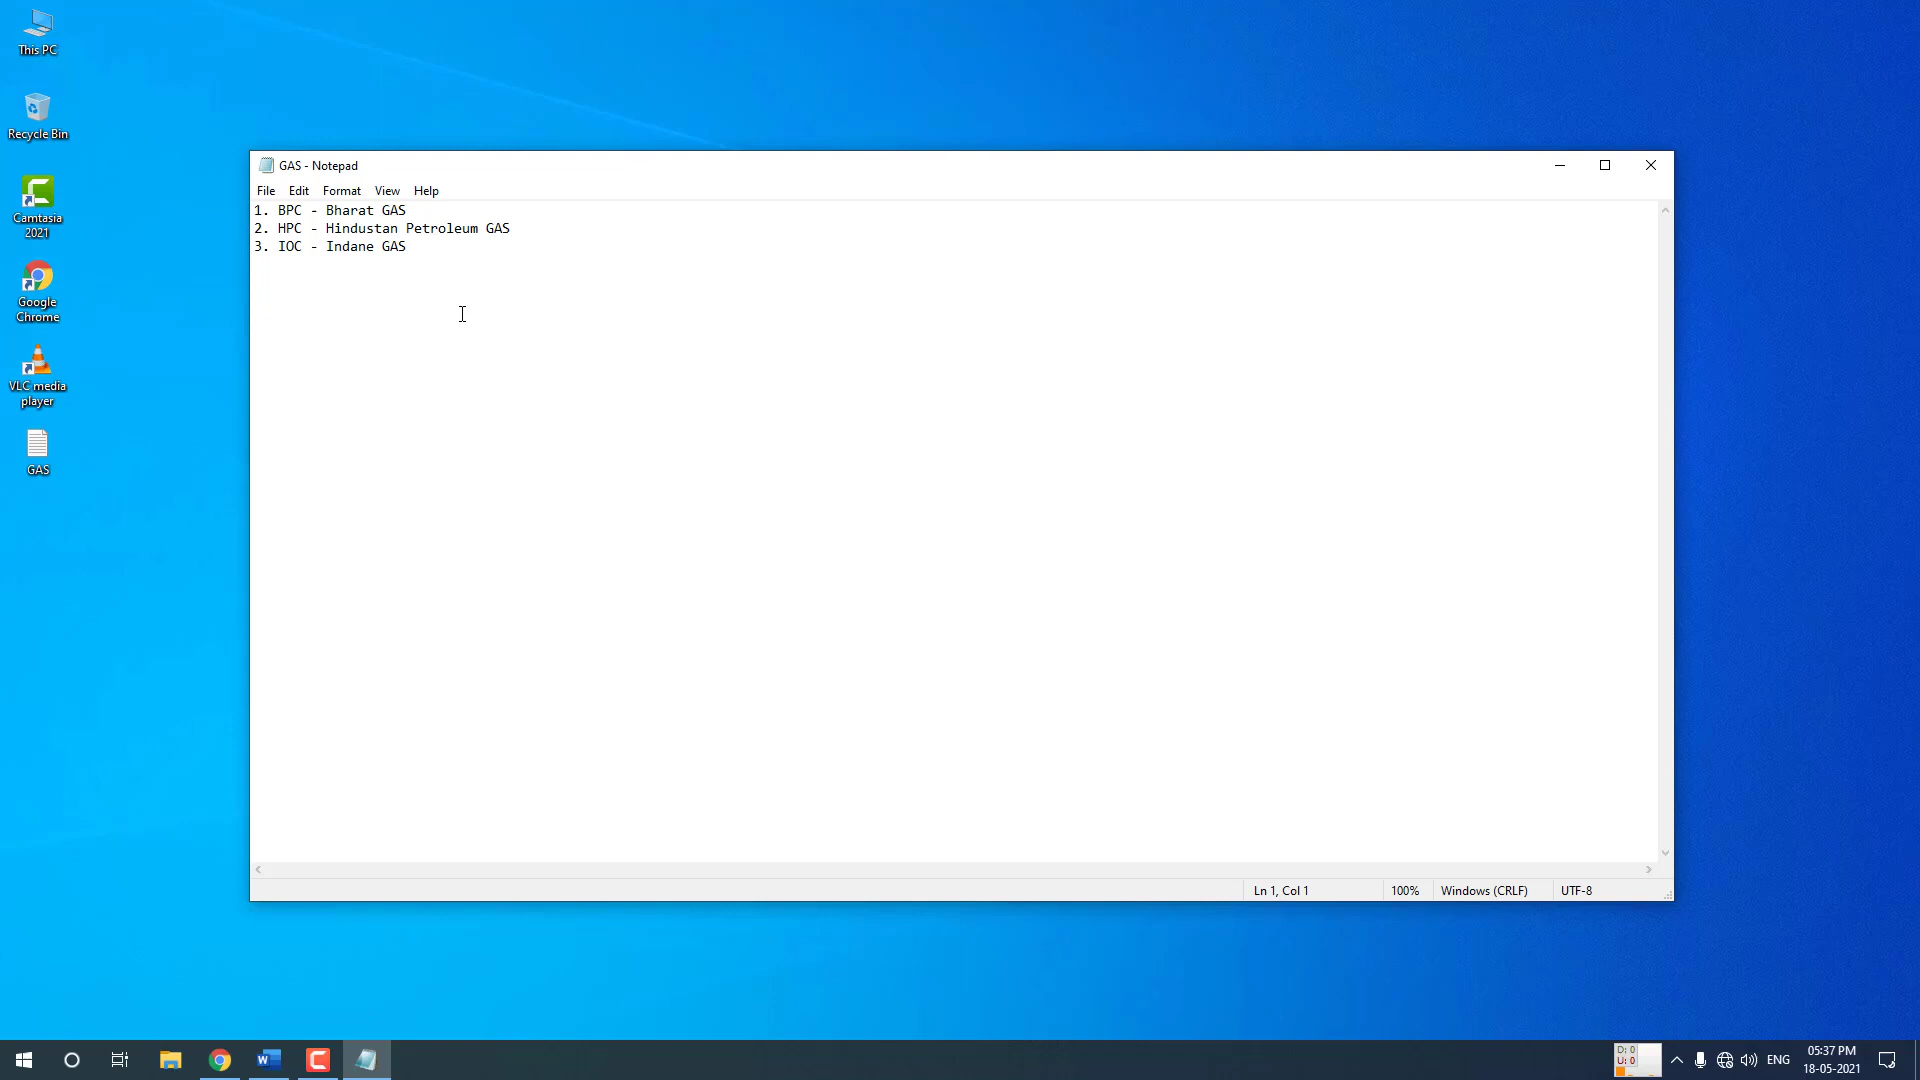 This PC
Recycle Bin
Camtasia
2021
Google
Chrome
VLC media
player
GAS
GAS - Notepad
File Edit Format View Help
1. BPC - Bharat GAS
2. HPC - Hindustan Petroleum GAS
3. IOC - Indane GAS
Ln 1, Col 1 100% Windows (CRLF) UTF-8
D: 0
U: 0
ENG
05:37 PM
18-05-2021